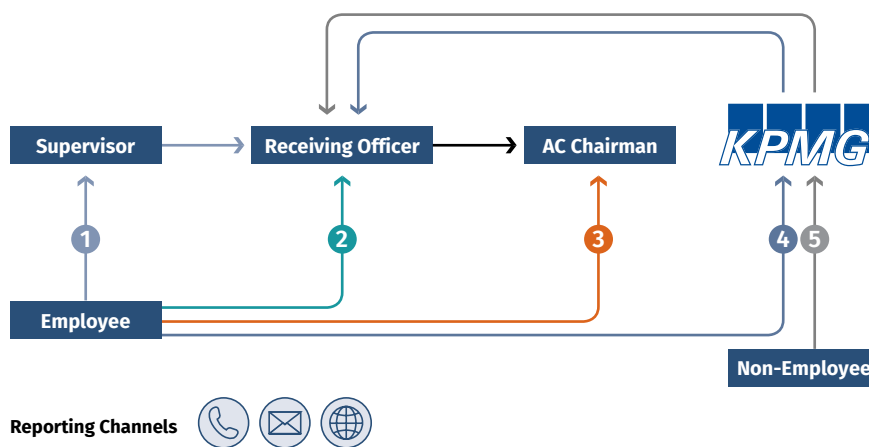 Supervisor
Receiving Officer
AC Chairman
KPMG
1
2
3
4
5
Employee
Non-Employee
Reporting Channels